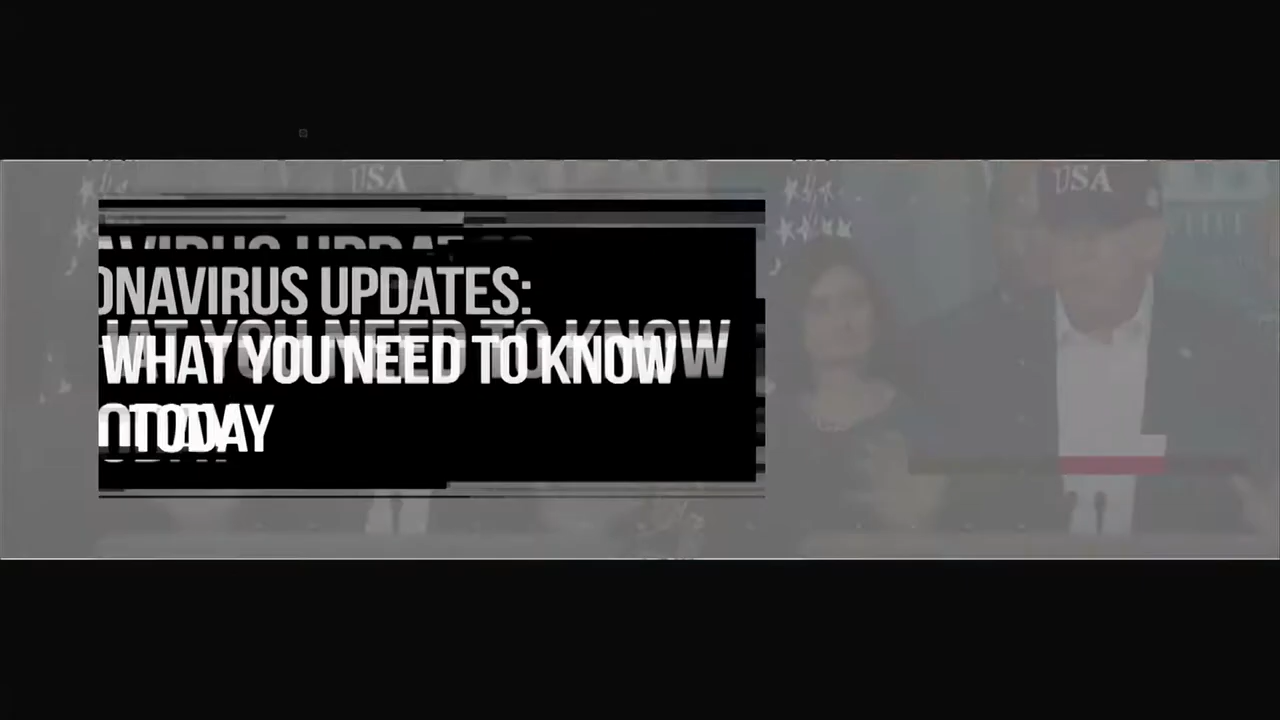 USA
USA
ONAVIRUS UPDATES:
WHAT YOU NEED TO KNOW
TODAY